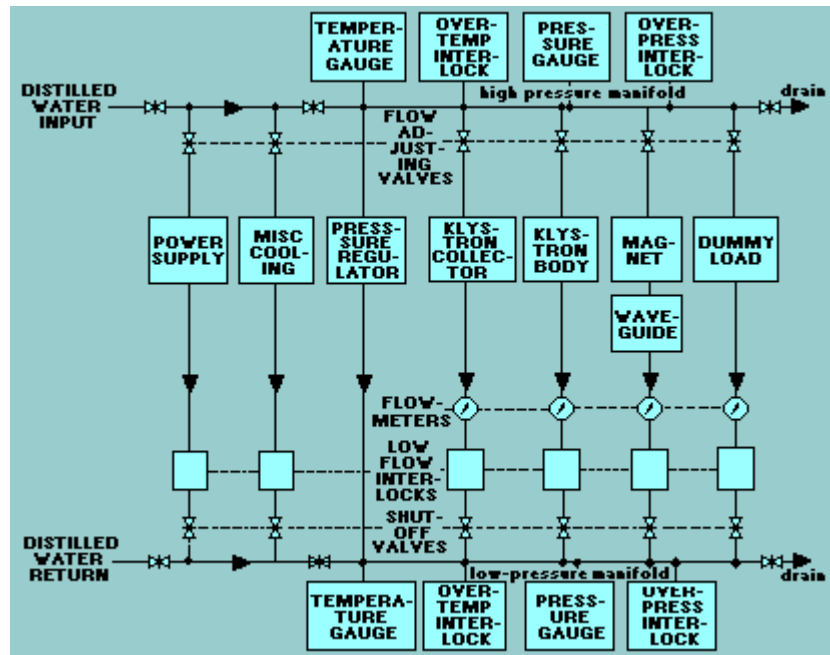 TEMPER-
ATURE
GAUGE
OVER-
TEMP
INTER-
LOCK
PRES-
SURE
GAUGE
OVER-
PRESS
INTER-
LOCK
DISTILLED
WATER
INPUT
high pressure manifold
drain
FLOW
AD-
JUST-
ING
VALVES
POWER
SUPPLY
MISC
COOL-
ING
PRESS-
SURE
REGU-
LATOR
KLYS-
TRON
COLLEC-
TOR
KLYS-
TRON
BODY
MAG-
NET
DUMMY
LOAD
WAVE-
GUIDE
FLOW-
METERS
LOW
FLOW
INTER-
LOCKS
SHUT-
OFF
VALVES
DISTILLED
WATER
RETURN
low-pressure manifold
drain
TEMPERA-
TURE
GAUGE
OVER-
TEMP
INTER-
LOCK
PRESS-
URE
GAUGE
OVER-
PRESS
INTER-
LOCK